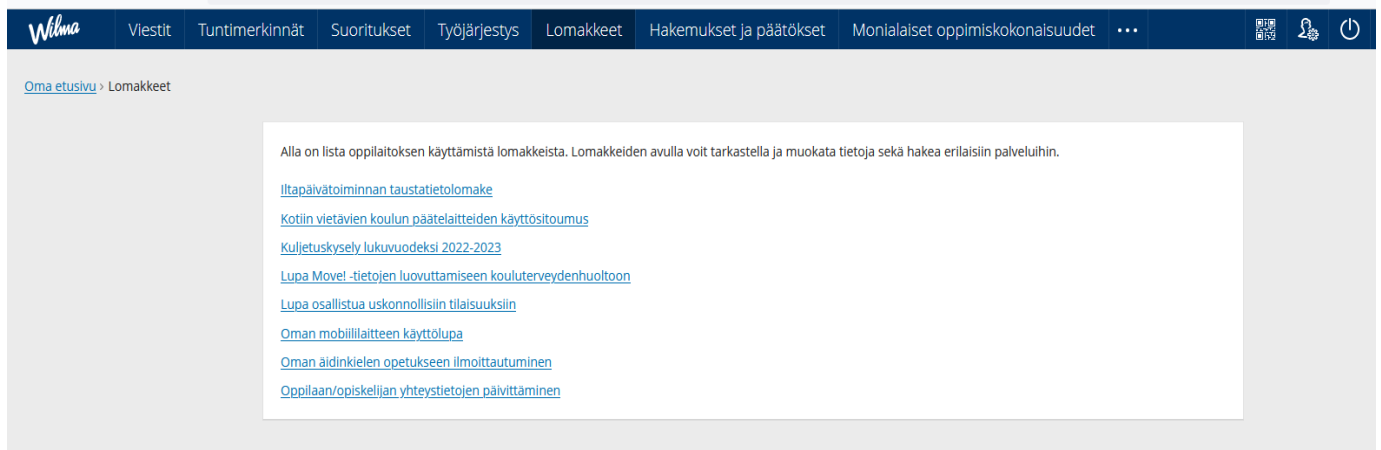 Wilma Viestit Tuntimerkinnät Suoritukset Työjärjestys Lomakkeet Hakemukset ja päätökset Monialaiset oppimiskokonaisuudet ...
Oma etusivu > Lomakkeet
Alla on lista oppilaitoksen käyttämistä lomakkeista. Lomakkeiden avulla voit tarkastella ja muokata tietoja sekä hakea erilaisiin palveluihin.
Iltapäivätoiminnan taustatietolomake
Kotiin vietävien koulun päätelaitteiden käyttösitoumus
Kuljetuskysely lukuvuodeksi 2022-2023
Lupa Move! -tietojen luovuttamiseen kouluterveydenhuoltoon
Lupa osallistua uskonnollisiin tilaisuuksiin
Oman mobiililaitteen käyttölupa
Oman äidinkielen opetukseen ilmoittautuminen
Oppilaan/opiskelijan yhteystietojen päivittäminen